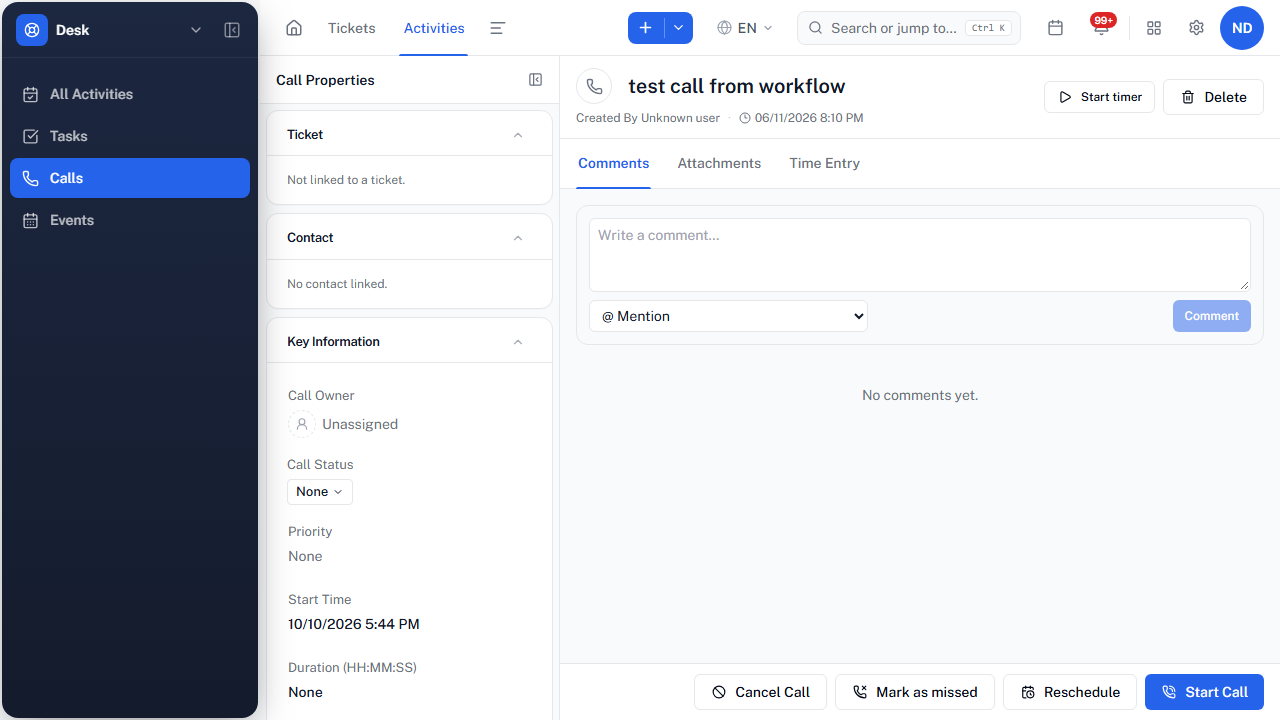 Desk
All Activities
Tasks
Calls
Events
Tickets
Activities
EN
Search or jump to...
Ctrl K
99+
ND
Call Properties
Ticket
Not linked to a ticket.
Contact
No contact linked.
Key Information
Call Owner
Unassigned
Call Status
None
Priority
None
Start Time
10/10/2026 5:44 PM
Duration (HH:MM:SS)
None
test call from workflow
Created By Unknown user · 06/11/2026 8:10 PM
Start timer
Delete
Comments
Attachments
Time Entry
Write a comment...
@ Mention
Comment
No comments yet.
Cancel Call
Mark as missed
Reschedule
Start Call